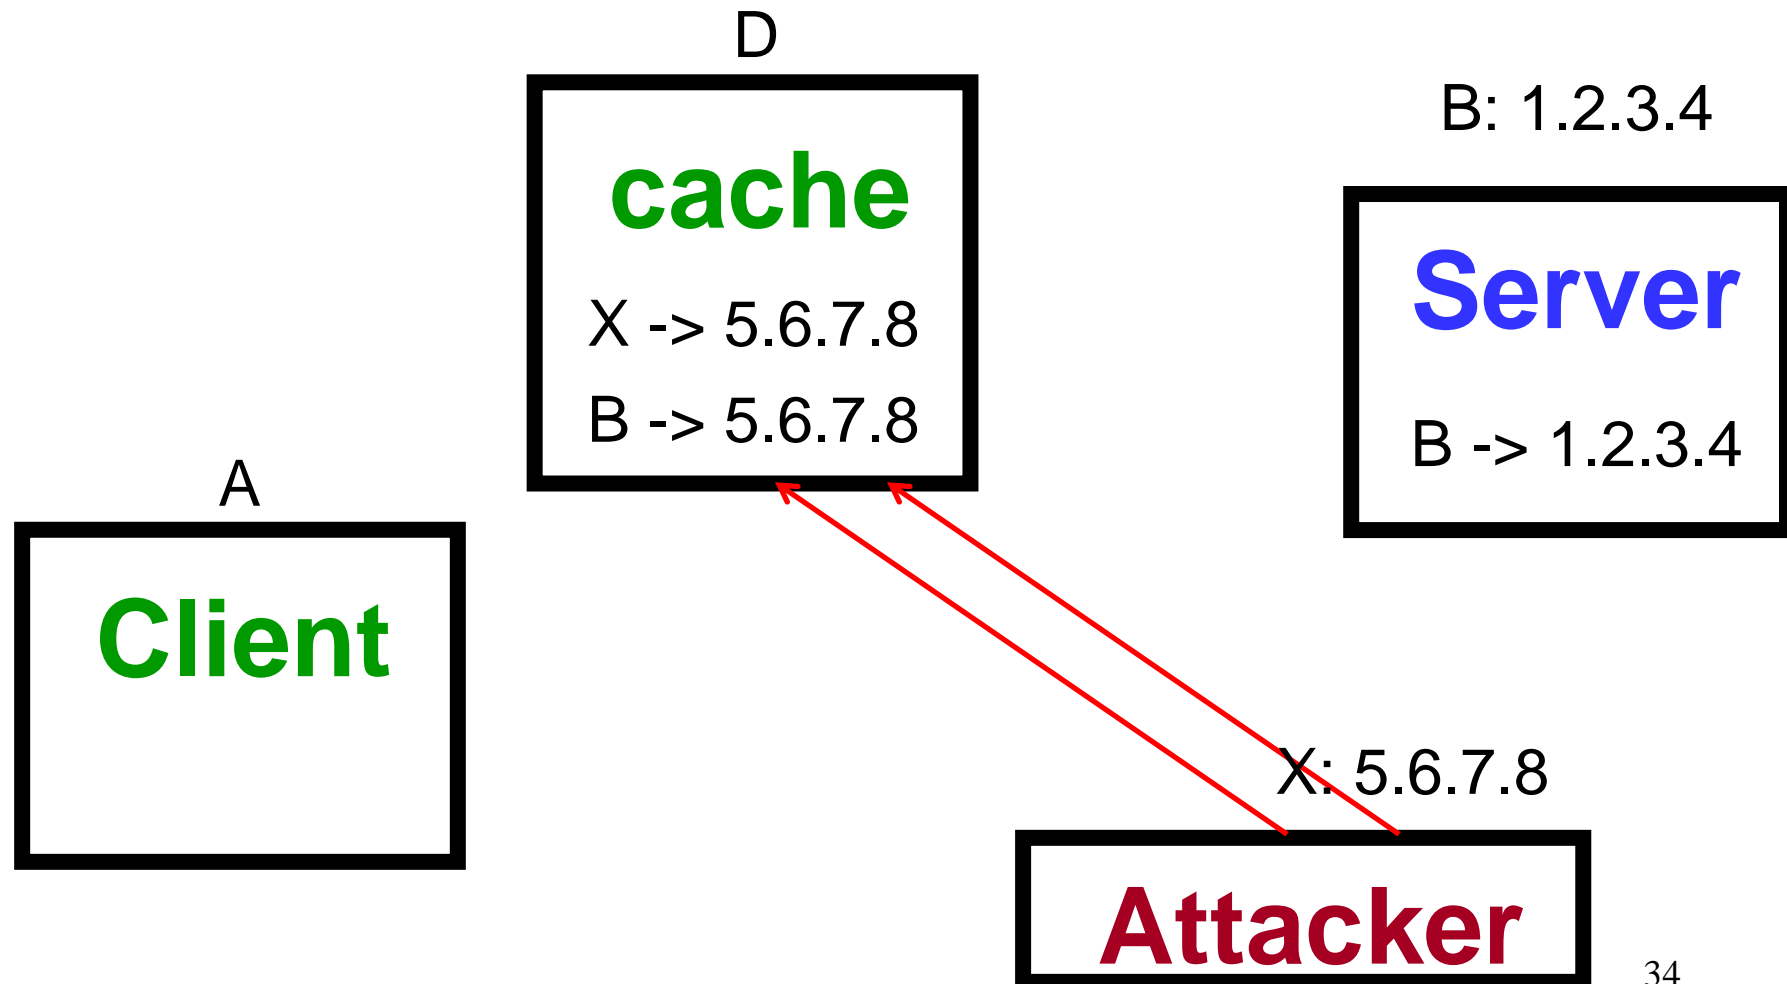 D
cache
X -> 5.6.7.8
B -> 5.6.7.8
B: 1.2.3.4
Server
B -> 1.2.3.4
A
Client
X: 5.6.7.8
Attacker
34